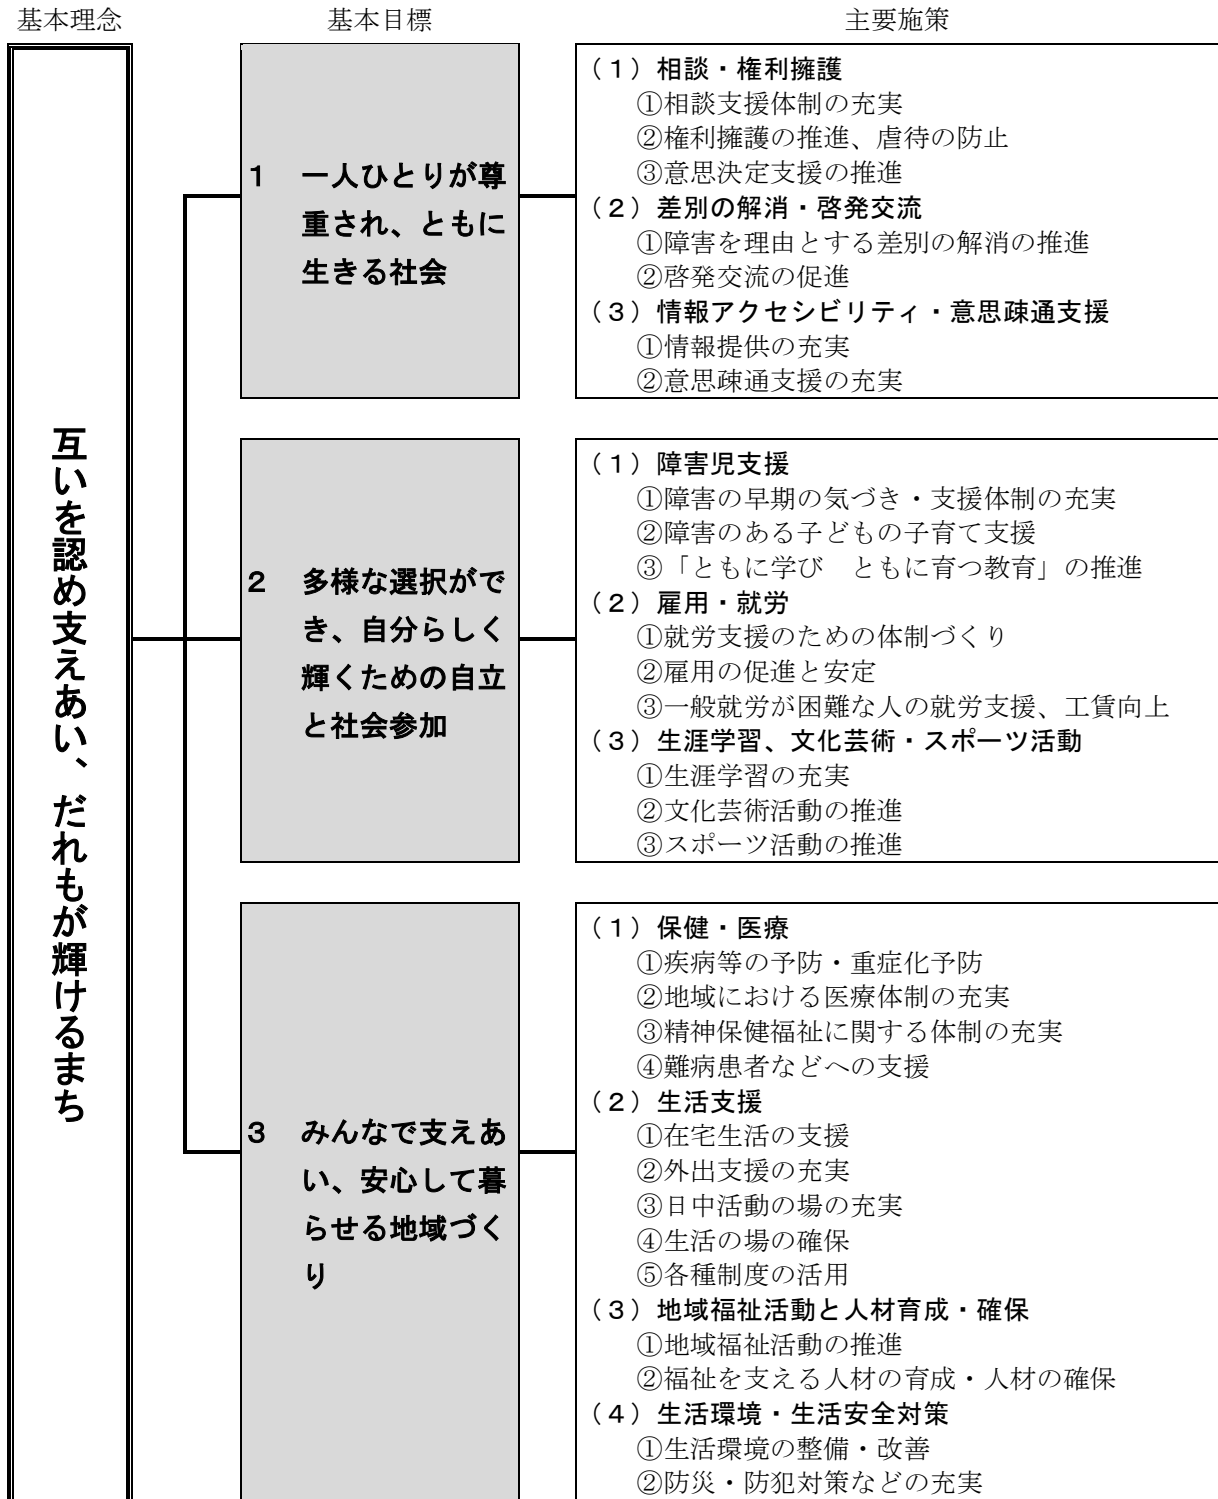 基本理念　基本目標　主要施策
互いを認め支えあい、だれもが輝けるまち
１　一人ひとりが尊
重され、ともに
生きる社会
（１）相談・権利擁護
①相談支援体制の充実
②権利擁護の推進、虐待の防止
③意思決定支援の推進
（２）差別の解消・啓発交流
①障害を理由とする差別の解消の推進
②啓発交流の促進
（３）情報アクセシビリティ・意思疎通支援
①情報提供の充実
②意思疎通支援の充実
２　多様な選択がで
き、自分らしく
輝くための自立
と社会参加
（１）障害児支援
①障害の早期の気づき・支援体制の充実
②障害のある子どもの子育て支援
③「ともに学び　ともに育つ教育」の推進
（２）雇用・就労
①就労支援のための体制づくり
②雇用の促進と安定
③一般就労が困難な人の就労支援、工賃向上
（３）生涯学習、文化芸術・スポーツ活動
①生涯学習の充実
②文化芸術活動の推進
③スポーツ活動の推進
３　みんなで支えあ
い、安心して暮
らせる地域づく
り
（１）保健・医療
①疾病等の予防・重症化予防
②地域における医療体制の充実
③精神保健福祉に関する体制の充実
④難病患者などへの支援
（２）生活支援
①在宅生活の支援
②外出支援の充実
③日中活動の場の充実
④生活の場の確保
⑤各種制度の活用
（３）地域福祉活動と人材育成・確保
①地域福祉活動の推進
②福祉を支える人材の育成・人材の確保
（４）生活環境・生活安全対策
①生活環境の整備・改善
②防災・防犯対策などの充実